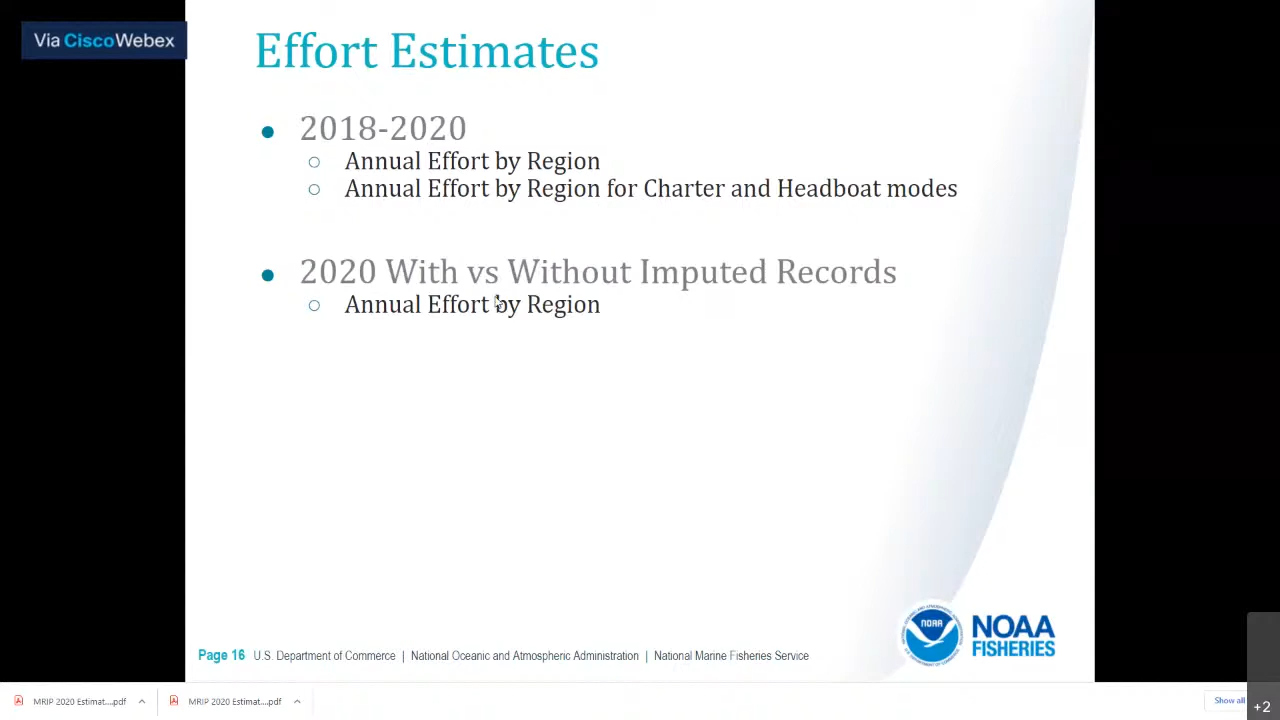 Via CiscoWebex
Effort Estimates
2018-2020
Annual Effort by Region
Annual Effort by Region for Charter and Headboat modes
2020 With vs Without Imputed Records
Annual Effort by Region
NOAA
NOAA
FISHERIES
Page 16 U.S. Department of Commerce | National Oceanic and Atmospheric Administration | National Marine Fisheries Service
MRIP 2020 Estimat....pdf
MRIP 2020 Estimat....pdf
Show all
+2